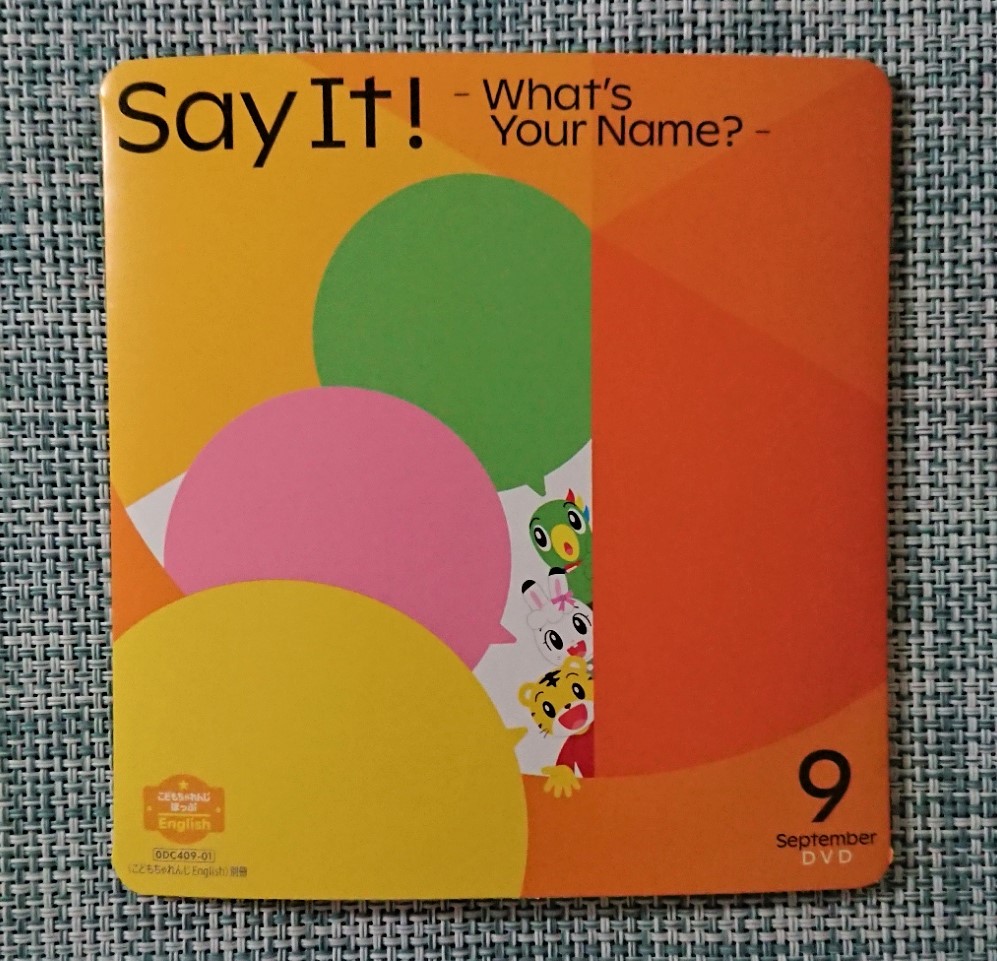 Say It!
- What's
Your Name? -
こどもちゃれんじ
ぽっぷ
English
0DC409-01
〈こどもちゃれんじEnglish〉別冊
9
September
DVD